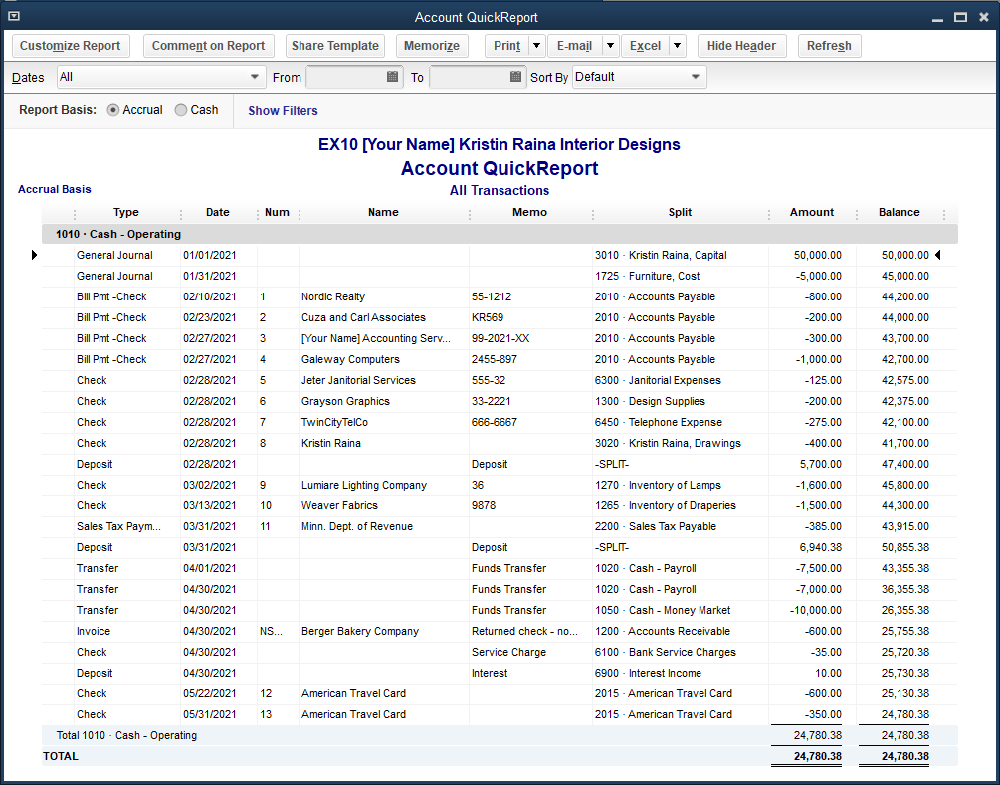 Account QuickReport
Customize Report Comment on Report Share Template Memorize Print E-mail Excel Hide Header Refresh
Dates All From To Sort By Default
Report Basis: Accrual Cash Show Filters
EX10 [Your Name] Kristin Raina Interior Designs
Account QuickReport
Accrual Basis All Transactions
Type Date Num Name Memo Split Amount Balance
1010 · Cash - Operating
General Journal 01/01/2021 3010 · Kristin Raina, Capital 50,000.00 50,000.00
General Journal 01/31/2021 1725 · Furniture, Cost -5,000.00 45,000.00
Bill Pmt -Check 02/10/2021 1 Nordic Realty 55-1212 2010 · Accounts Payable -800.00 44,200.00
Bill Pmt -Check 02/23/2021 2 Cuza and Carl Associates KR569 2010 · Accounts Payable -200.00 44,000.00
Bill Pmt -Check 02/27/2021 3 [Your Name] Accounting Serv... 99-2021-XX 2010 · Accounts Payable -300.00 43,700.00
Bill Pmt -Check 02/27/2021 4 Galeway Computers 2455-897 2010 · Accounts Payable -1,000.00 42,700.00
Check 02/28/2021 5 Jeter Janitorial Services 555-32 6300 · Janitorial Expenses -125.00 42,575.00
Check 02/28/2021 6 Grayson Graphics 33-2221 1300 · Design Supplies -200.00 42,375.00
Check 02/28/2021 7 TwinCityTelCo 666-6667 6450 · Telephone Expense -275.00 42,100.00
Check 02/28/2021 8 Kristin Raina 3020 · Kristin Raina, Drawings -400.00 41,700.00
Deposit 02/28/2021 Deposit -SPLIT- 5,700.00 47,400.00
Check 03/02/2021 9 Lumiare Lighting Company 36 1270 · Inventory of Lamps -1,600.00 45,800.00
Check 03/13/2021 10 Weaver Fabrics 9878 1265 · Inventory of Draperies -1,500.00 44,300.00
Sales Tax Paym... 03/31/2021 11 Minn. Dept. of Revenue 2200 · Sales Tax Payable -385.00 43,915.00
Deposit 03/31/2021 Deposit -SPLIT- 6,940.38 50,855.38
Transfer 04/01/2021 Funds Transfer 1020 · Cash - Payroll -7,500.00 43,355.38
Transfer 04/30/2021 Funds Transfer 1020 · Cash - Payroll -7,000.00 36,355.38
Transfer 04/30/2021 Funds Transfer 1050 · Cash - Money Market -10,000.00 26,355.38
Invoice 04/30/2021 NS... Berger Bakery Company Returned check - no... 1200 · Accounts Receivable -600.00 25,755.38
Check 04/30/2021 Service Charge 6100 · Bank Service Charges -35.00 25,720.38
Deposit 04/30/2021 Interest 6900 · Interest Income 10.00 25,730.38
Check 05/22/2021 12 American Travel Card 2015 · American Travel Card -600.00 25,130.38
Check 05/31/2021 13 American Travel Card 2015 · American Travel Card -350.00 24,780.38
Total 1010 · Cash - Operating 24,780.38 24,780.38
TOTAL 24,780.38 24,780.38